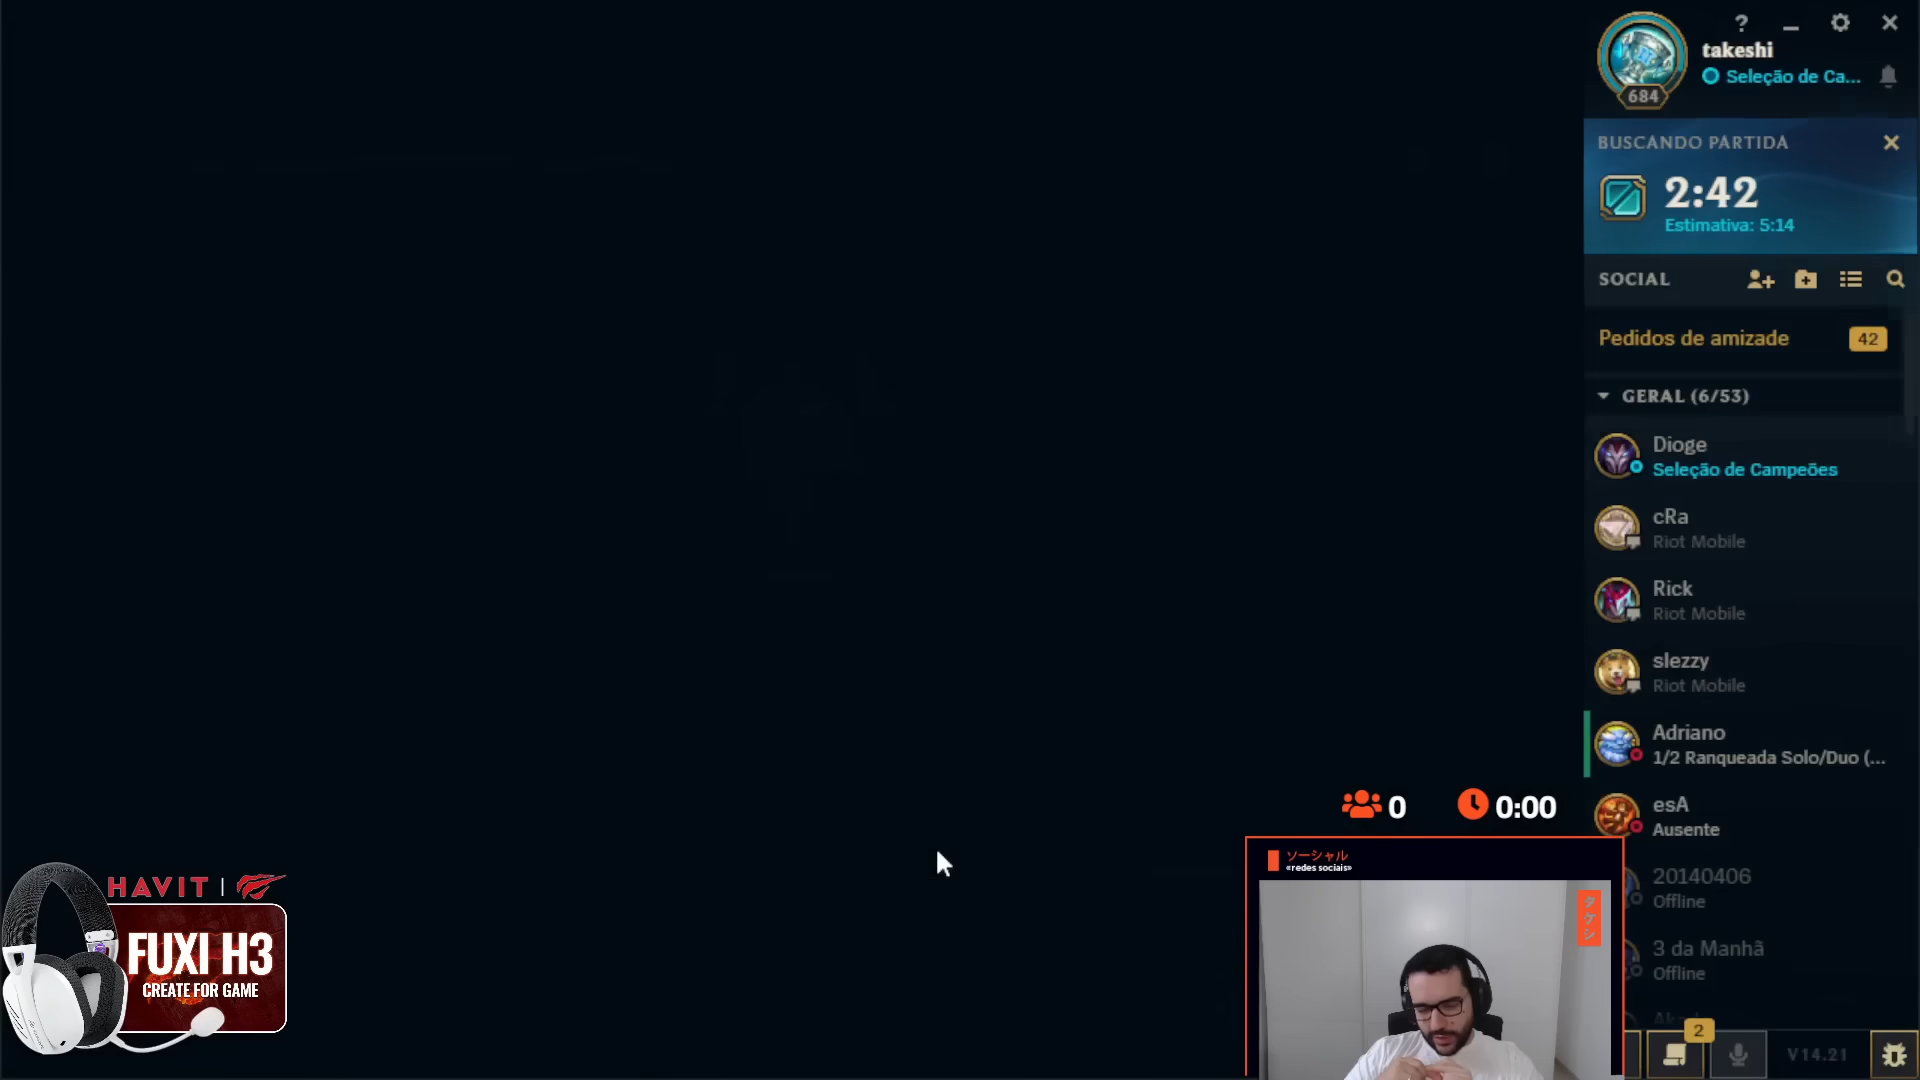 ?
takeshi
Seleção de Ca...
684
BUSCANDO PARTIDA
2:42
Estimativa: 5:14
SOCIAL
Pedidos de amizade
42
GERAL (6/53)
Dioge
Seleção de Campeões
cRa
Riot Mobile
Rick
Riot Mobile
slezzy
Riot Mobile
Adriano
1/2 Ranqueada Solo/Duo (...
esA
Ausente
20140406
Offline
3 da Manhã
Offline
2
V14.21
0
0:00
ソーシャル
«redes sociais»
タケシ
HAVIT
FUXI H3
CREATE FOR GAME